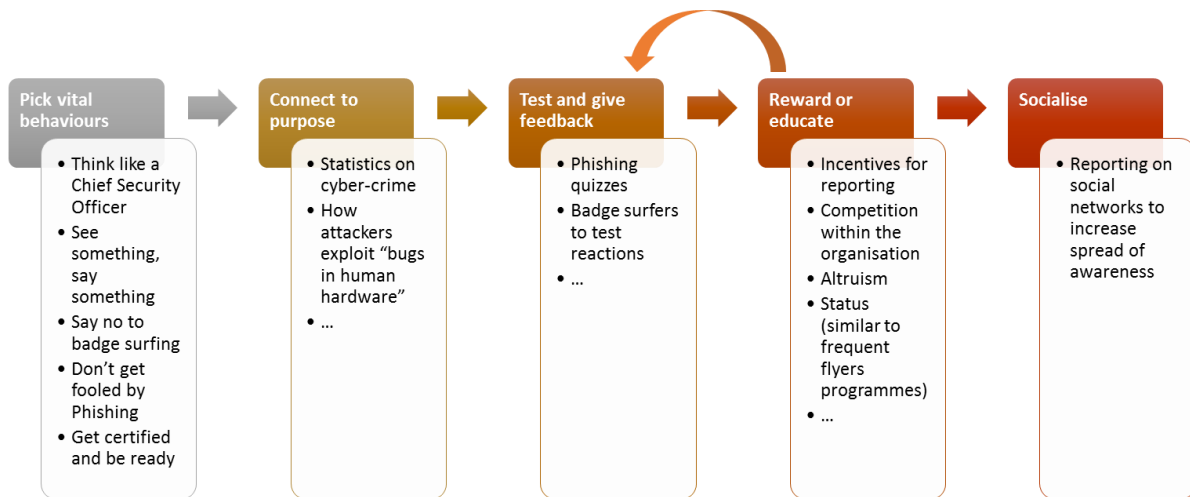 Pick vital
behaviours
• Think like a
Chief Security
Officer
• See
something,
say
something
• Say no to
badge surfing
• Don’t get
fooled by
Phishing
• Get certified
and be ready
Connect to
purpose
• Statistics on
cyber-crime
• How
attackers
exploit “bugs
in human
hardware”
• ...
Test and give
feedback
• Phishing
quizzes
• Badge surfers
to test
reactions
• ...
Reward or
educate
• Incentives for
reporting
• Competition
within the
organisation
• Altruism
• Status
(similar to
frequent
flyers
programmes)
• ...
Socialise
• Reporting on
social
networks to
increase
spread of
awareness